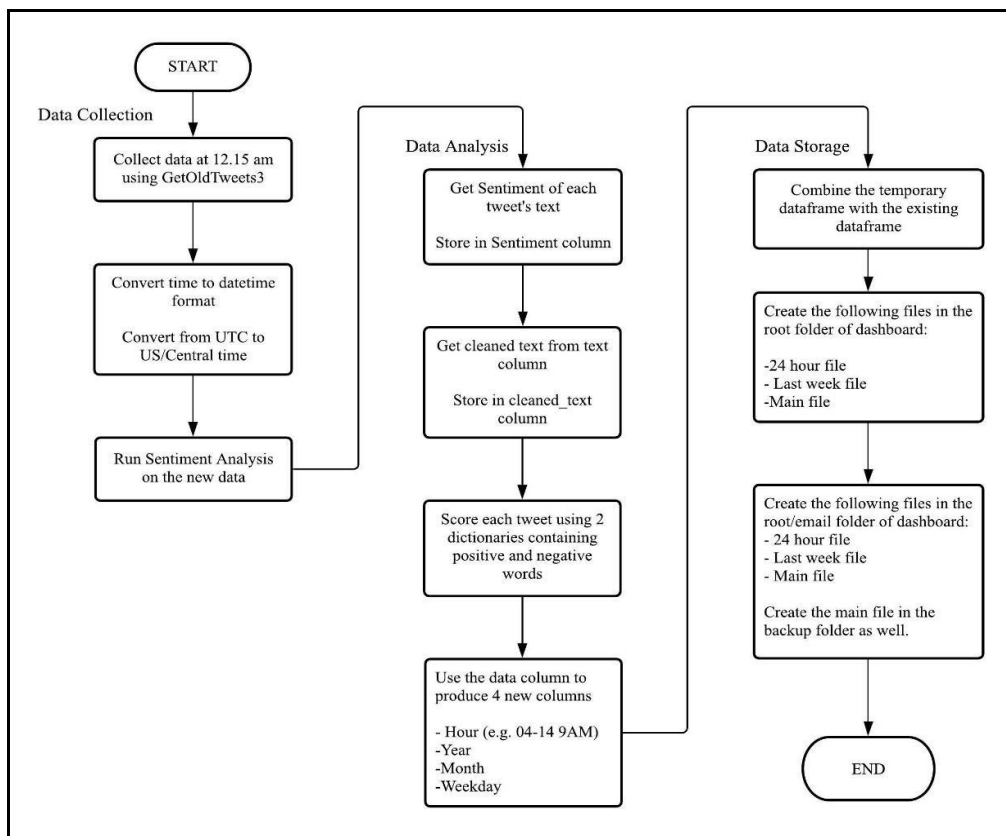 START
Data Collection
Collect data at 12.15 am
using GetOldTweets3
Convert time to datetime
format
Convert from UTC to
US/Central time
Run Sentiment Analysis
on the new data
Data Analysis
Get Sentiment of each
tweet's text
Store in Sentiment column
Get cleaned text from text
column
Store in cleaned_text
column
Score each tweet using 2
dictionaries containing
positive and negative
words
Use the data column to
produce 4 new columns
- Hour (e.g. 04-14 9AM)
-Year
-Month
-Weekday
Data Storage
Combine the temporary
dataframe with the existing
dataframe
Create the following files in the
root folder of dashboard:
-24 hour file
- Last week file
-Main file
Create the following files in the
root/email folder of dashboard:
- 24 hour file
- Last week file
- Main file
Create the main file in the
backup folder as well.
END